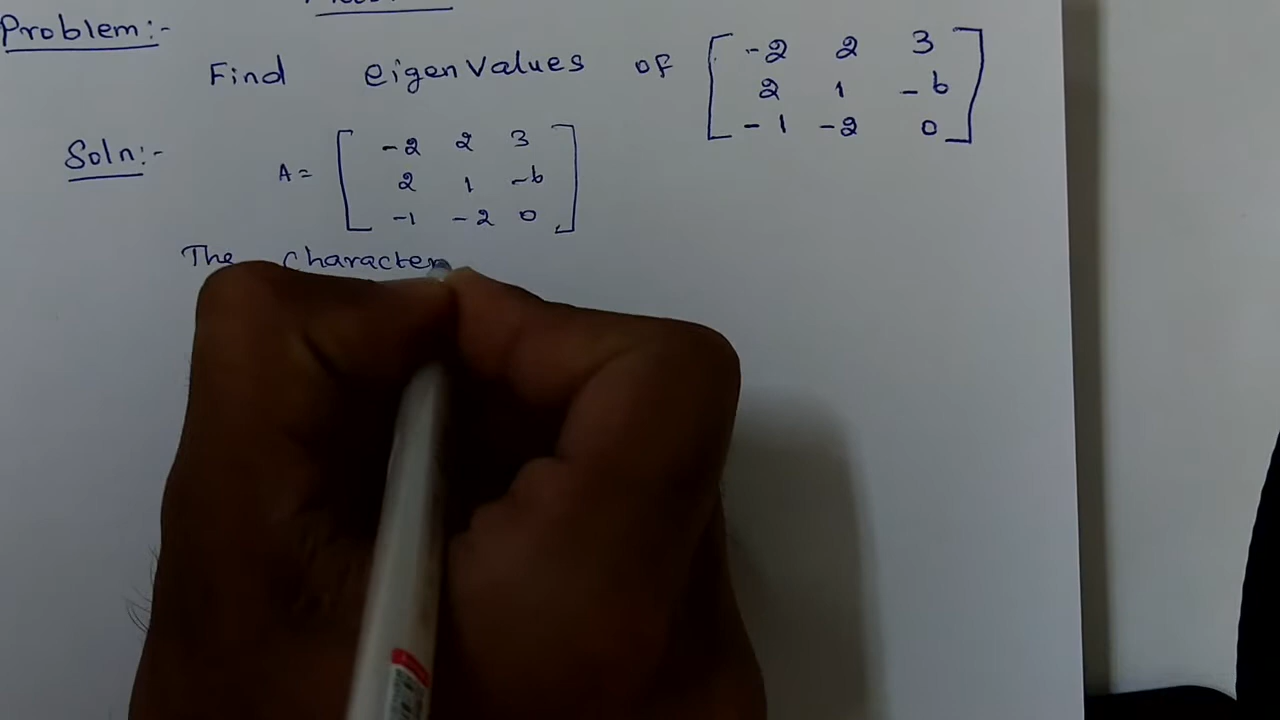 Problem:-
Find eigenValues of [ -2 2 3
2 1 -6
-1 -2 0 ]
Soln:-
A = [ -2 2 3
2 1 -6
-1 -2 0 ]
The character